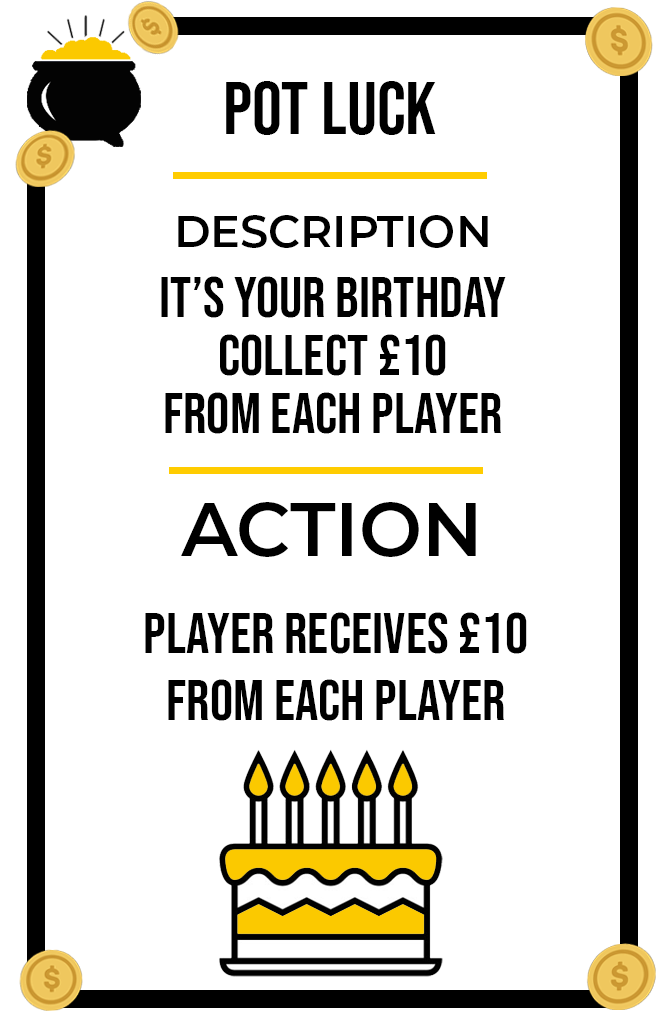 POT LUCK
DESCRIPTION
IT’S YOUR BIRTHDAY
COLLECT £10
FROM EACH PLAYER
ACTION
PLAYER RECEIVES £10
FROM EACH PLAYER
$
$
$
$
$